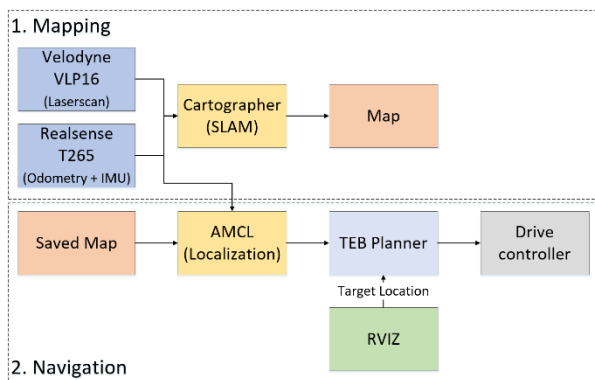 1. Mapping
Velodyne
VLP16
(Laserscan)
Cartographer
(SLAM)
Map
Realsense
T265
(Odometry + IMU)
Saved Map
AMCL
(Localization)
TEB Planner
Drive
controller
Target Location
RVIZ
2. Navigation